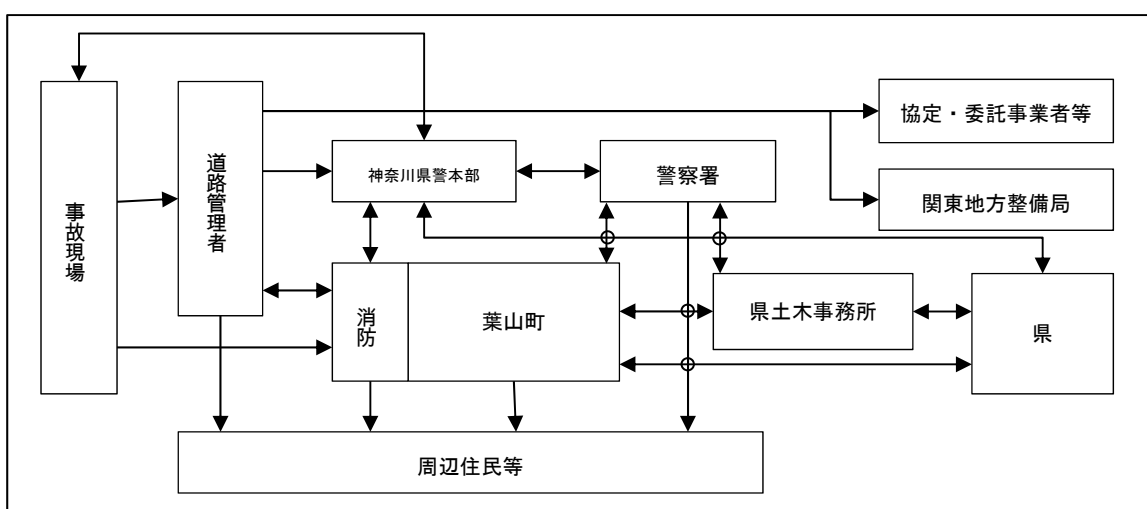 協定・委託事業者等
道路管理者
神奈川県警本部
警察署
関東地方整備局
事故現場
消防
葉山町
県土木事務所
県
周辺住民等